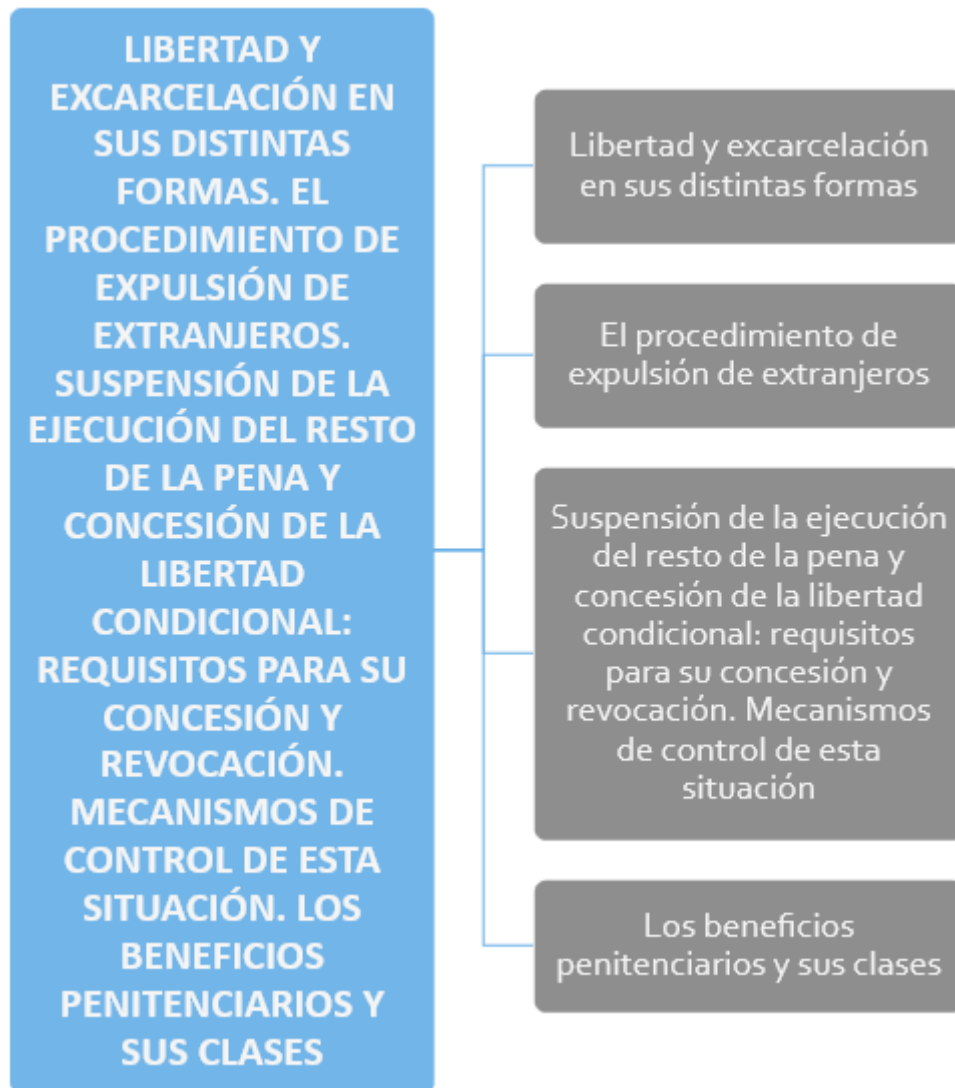 LIBERTAD Y
EXCARCELACIÓN EN
SUS DISTINTAS
FORMAS. EL
PROCEDIMIENTO DE
EXPULSIÓN DE
EXTRANJEROS.
SUSPENSIÓN DE LA
EJECUCIÓN DEL RESTO
DE LA PENA Y
CONCESIÓN DE LA
LIBERTAD
CONDICIONAL:
REQUISITOS PARA SU
CONCESIÓN Y
REVOCACIÓN.
MECANISMOS DE
CONTROL DE ESTA
SITUACIÓN. LOS
BENEFICIOS
PENITENCIARIOS Y
SUS CLASES
Libertad y excarcelación
en sus distintas formas
El procedimiento de
expulsión de extranjeros
Suspensión de la ejecución
del resto de la pena y
concesión de la libertad
condicional: requisitos
para su concesión y
revocación. Mecanismos
de control de esta
situación
Los beneficios
penitenciarios y sus clases